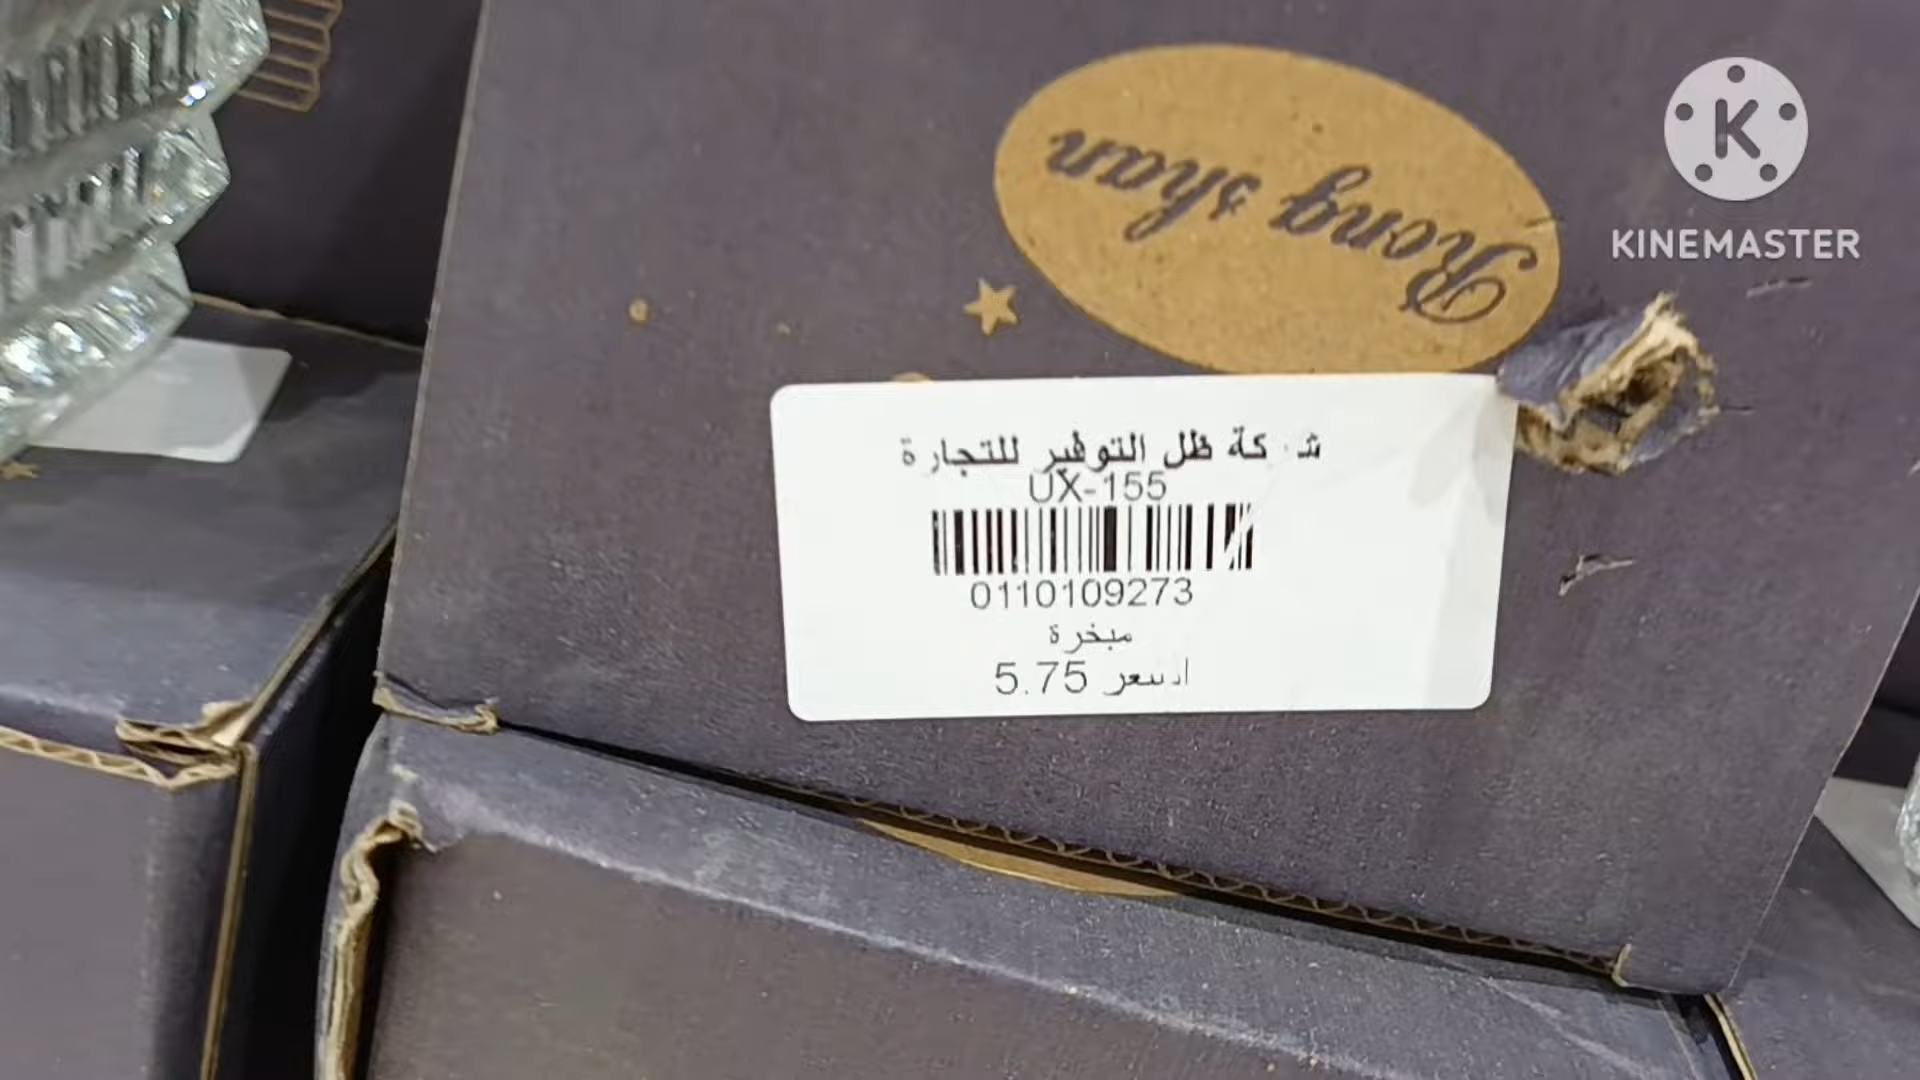 Rong shan
KINEMASTER
شركة ظل التوفير للتجارة
UX-155
0110109273
مبخرة
السعر 5.75